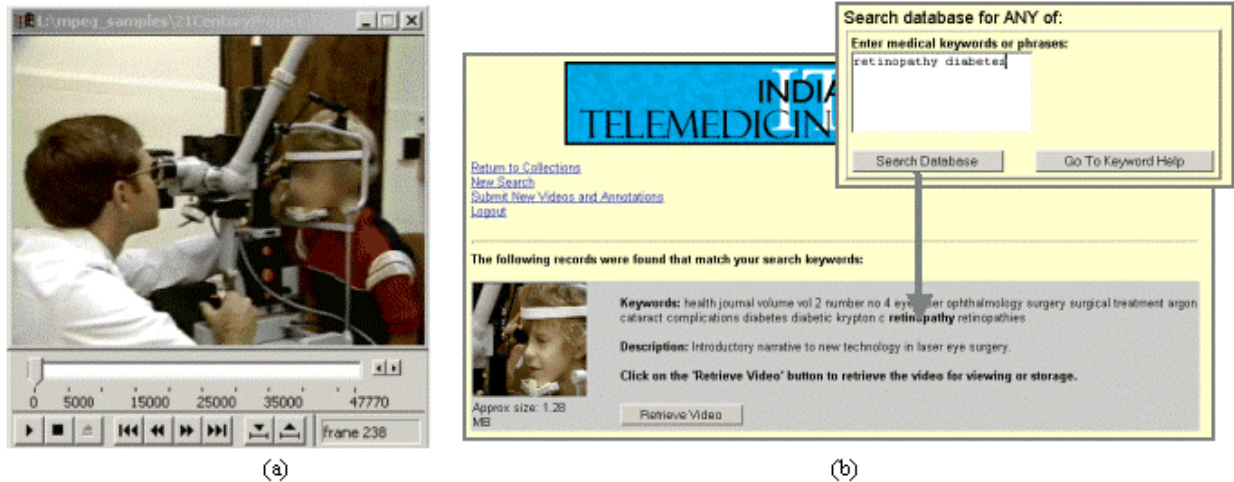 L:\mpeg_samples\21CenturyProject\
0 5000 15000 25000 35000 47770
frame 238
(a)
Search database for ANY of:
Enter medical keywords or phrases:
retinopathy diabetes
Search Database Go To Keyword Help
INDIA
TELEMEDICIN
Return to Collections
New Search
Submit New Videos and Annotations
Logout
The following records were found that match your search keywords:
Keywords: health journal volume vol 2 number no 4 eye ophthalmology surgery surgical treatment argon
cataract complications diabetes diabetic krypton c retinopathy retinopathies
Description: Introductory narrative to new technology in laser eye surgery.
Click on the 'Retrieve Video' button to retrieve the video for viewing or storage.
Approx size: 1.28
MB
Retrieve Video
(b)